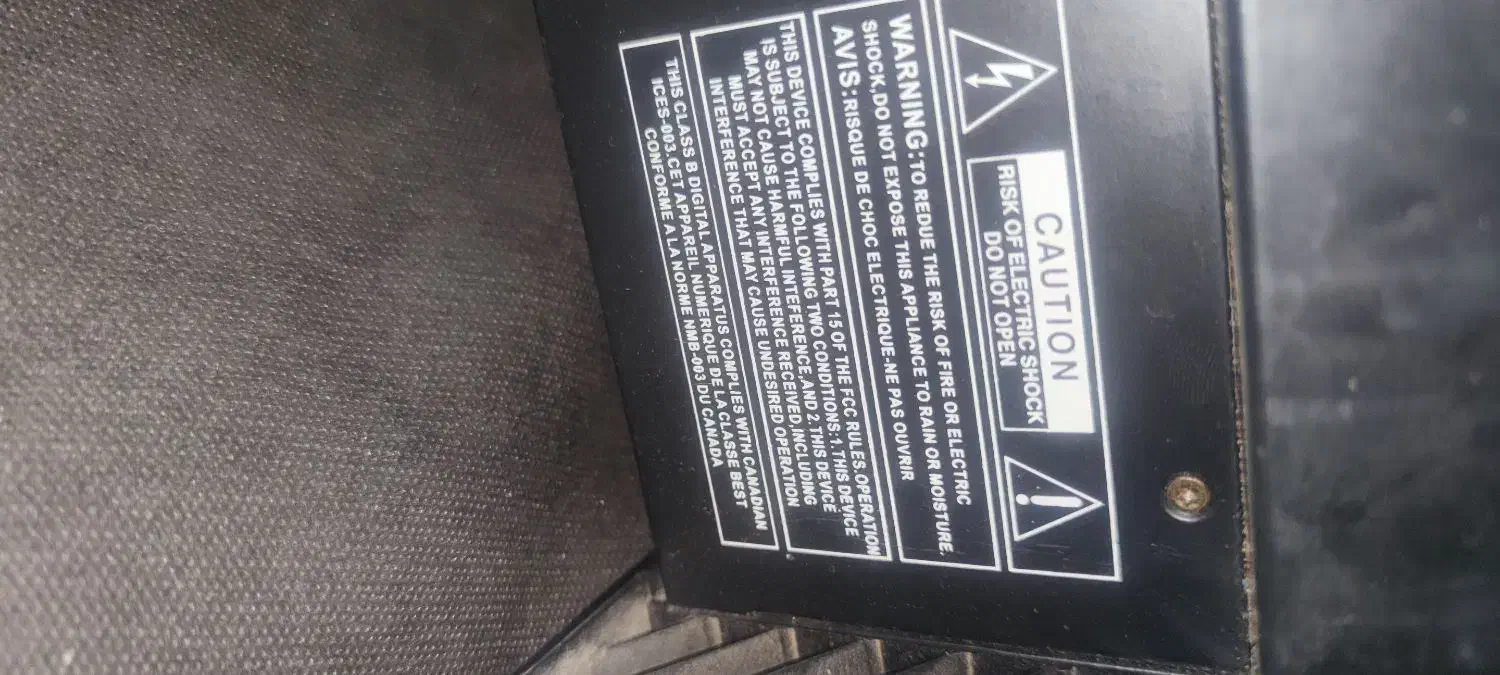 CAUTION
RISK OF ELECTRIC SHOCK
DO NOT OPEN
WARNING:TO REDUE THE RISK OF FIRE OR ELECTRIC
SHOCK,DO NOT EXPOSE THIS APPLIANCE TO RAIN OR MOISTURE.
AVIS:RISQUE DE CHOC ELECTRIQUE-NE PAS OUVRIR
THIS DEVICE COMPLIES WITH PART 15 OF THE FCC RULES.OPERATION
IS SUBJECT TO THE FOLLOWING TWO CONDITIONS:1.THIS DEVICE
MAY NOT CAUSE HARMFUL INTEFERENCE,AND 2.THIS DEVICE
MUST ACCEPT ANY INTERFERENCE RECEIVED,INCLUDING
INTERFERENCE THAT MAY CAUSE UNDESIRED OPERATION
THIS CLASS B DIGITAL APPARATUS COMPLIES WITH CANADIAN
ICES-003.CET APPAREIL NUMERIQUE DE LA CLASSE BEST
CONFORME A LA NORME NMB-003 DU CANADA